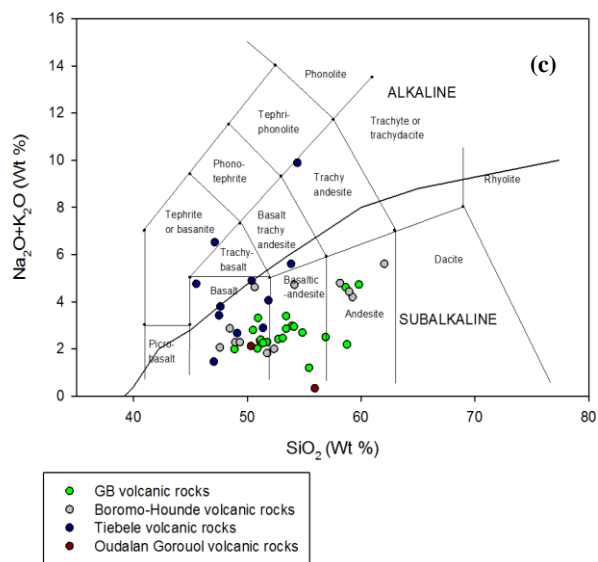 (c)
16
14
12
10
8
6
4
2
0
Na2O+K2O (Wt %)
Phonolite
ALKALINE
Tephri-
phonolite
Trachyte or
trachydacite
Phono-
tephrite
Trachy
andesite
Rhyolite
Tephrite
or basanite
Basalt
trachy
andesite
Trachy-
basalt
Basaltic
-andesite
Dacite
Basalt
Andesite
SUBALKALINE
Picro-
basalt
40 50 60 70 80
SiO2 (Wt %)
GB volcanic rocks
Boromo-Hounde volcanic rocks
Tiebele volcanic rocks
Oudalan Gorouol volcanic rocks